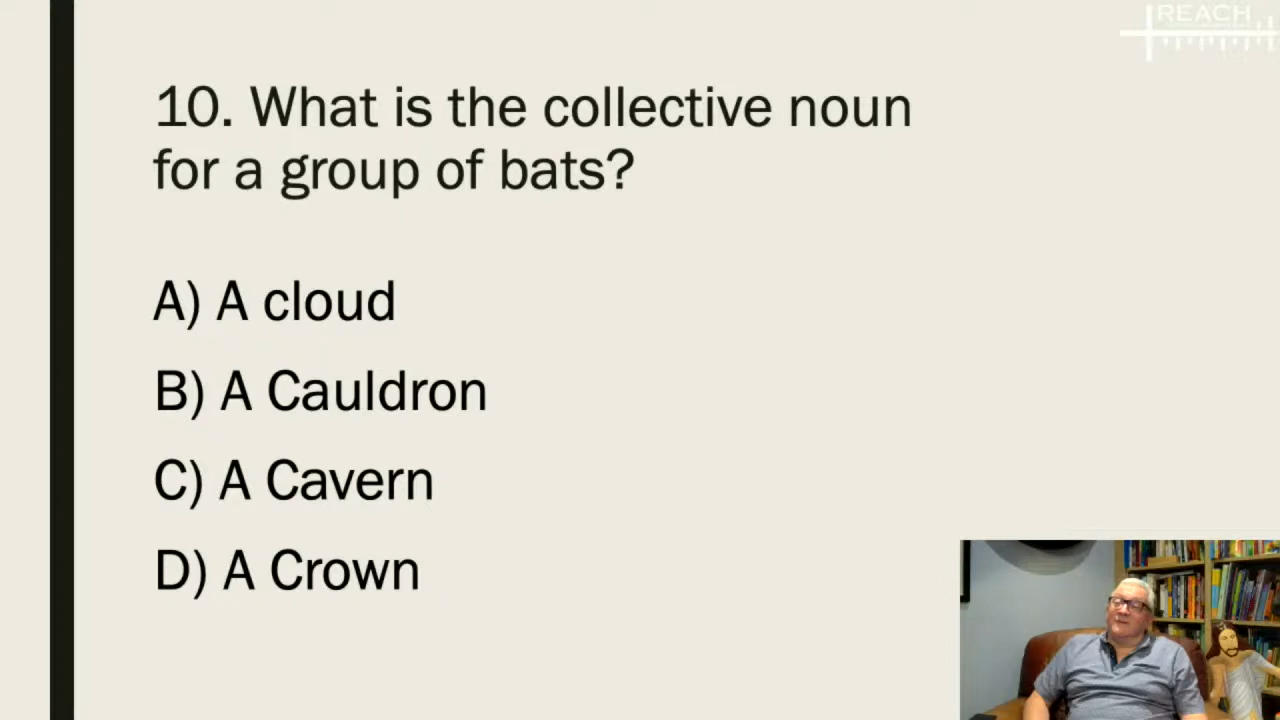 REACH
10. What is the collective noun
for a group of bats?
A) A cloud
B) A Cauldron
C) A Cavern
D) A Crown